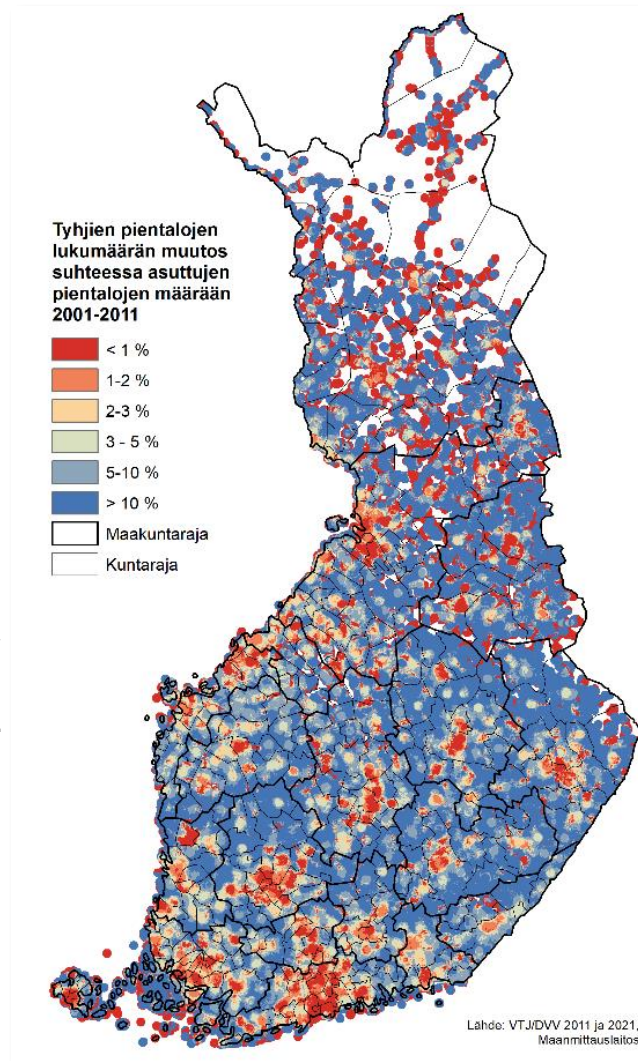 Tyhjien pientalojen
lukumäärän muutos
suhteessa asuttujen
pientalojen määrään
2001-2011
< 1 %
1-2 %
2-3 %
3 - 5 %
5-10 %
> 10 %
Maakuntaraja
Kuntaraja
Lähde: VTJ/DVV 2011 ja 2021,
Maanmittauslaitos